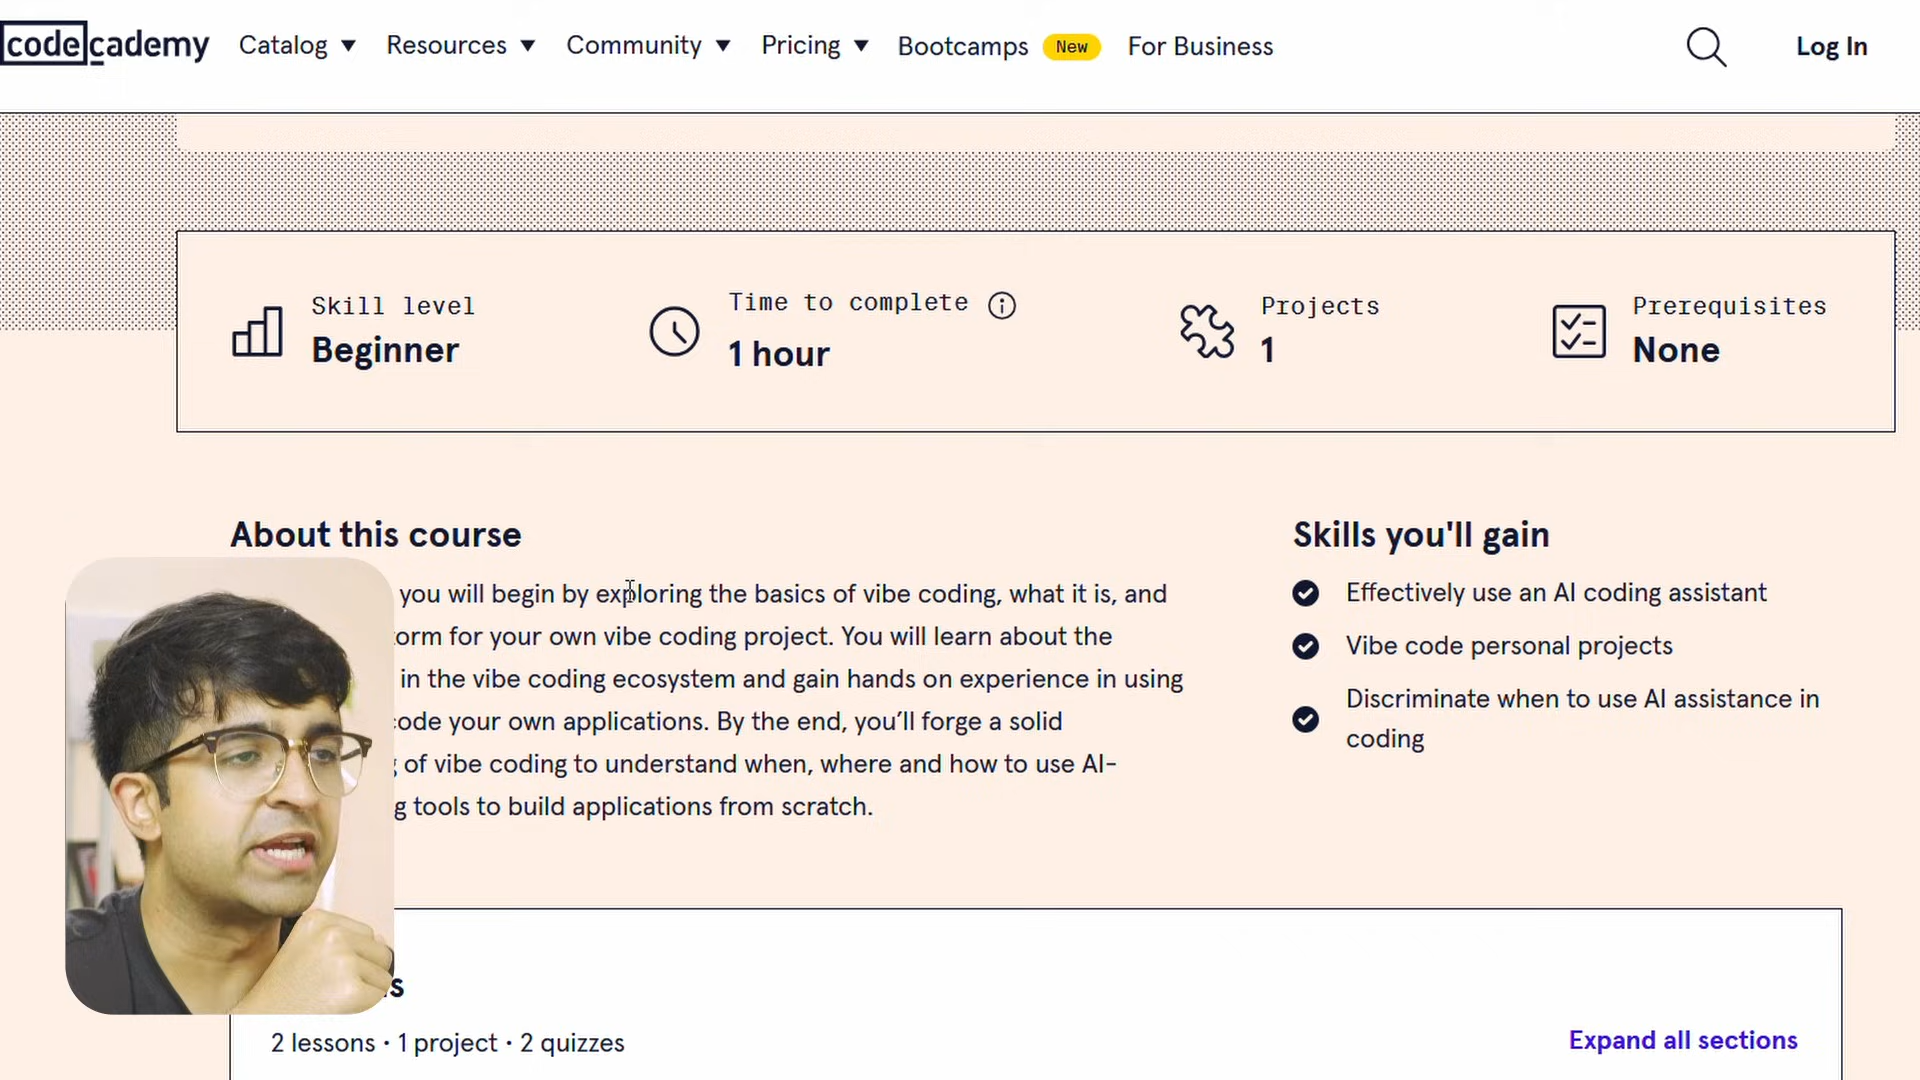 codecademy
Catalog Resources Community Pricing Bootcamps New For Business Log In
Skill level
Beginner
Time to complete
1 hour
Projects
1
Prerequisites
None
About this course
you will begin by exploring the basics of vibe coding, what it is, and
for your own vibe coding project. You will learn about the
in the vibe coding ecosystem and gain hands on experience in using
code your own applications. By the end, you’ll forge a solid
of vibe coding to understand when, where and how to use AI-
tools to build applications from scratch.
Skills you'll gain
Effectively use an AI coding assistant
Vibe code personal projects
Discriminate when to use AI assistance in
coding
2 lessons • 1 project • 2 quizzes
Expand all sections